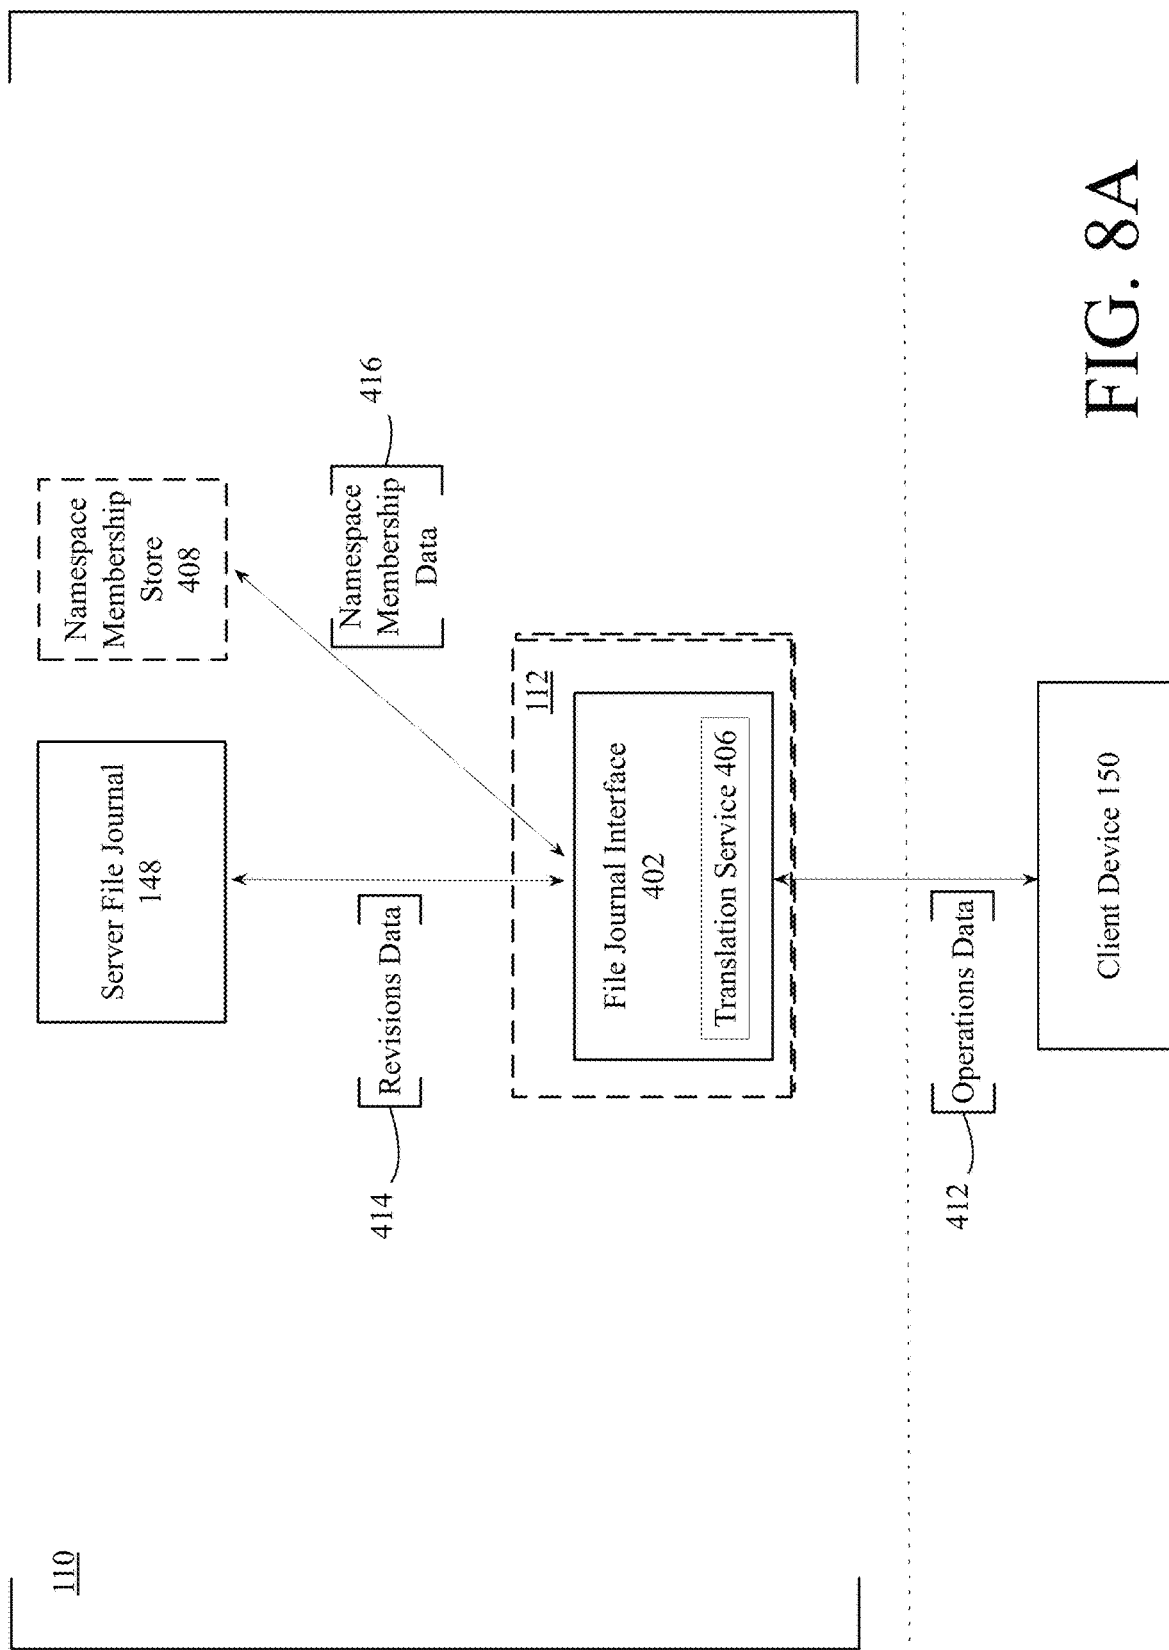 110
Server File Journal
148
Namespace
Membership
Store
408
414
Revisions Data
Namespace
Membership
Data
416
112
File Journal Interface
402
Translation Service 406
412
Operations Data
Client Device 150
FIG. 8A